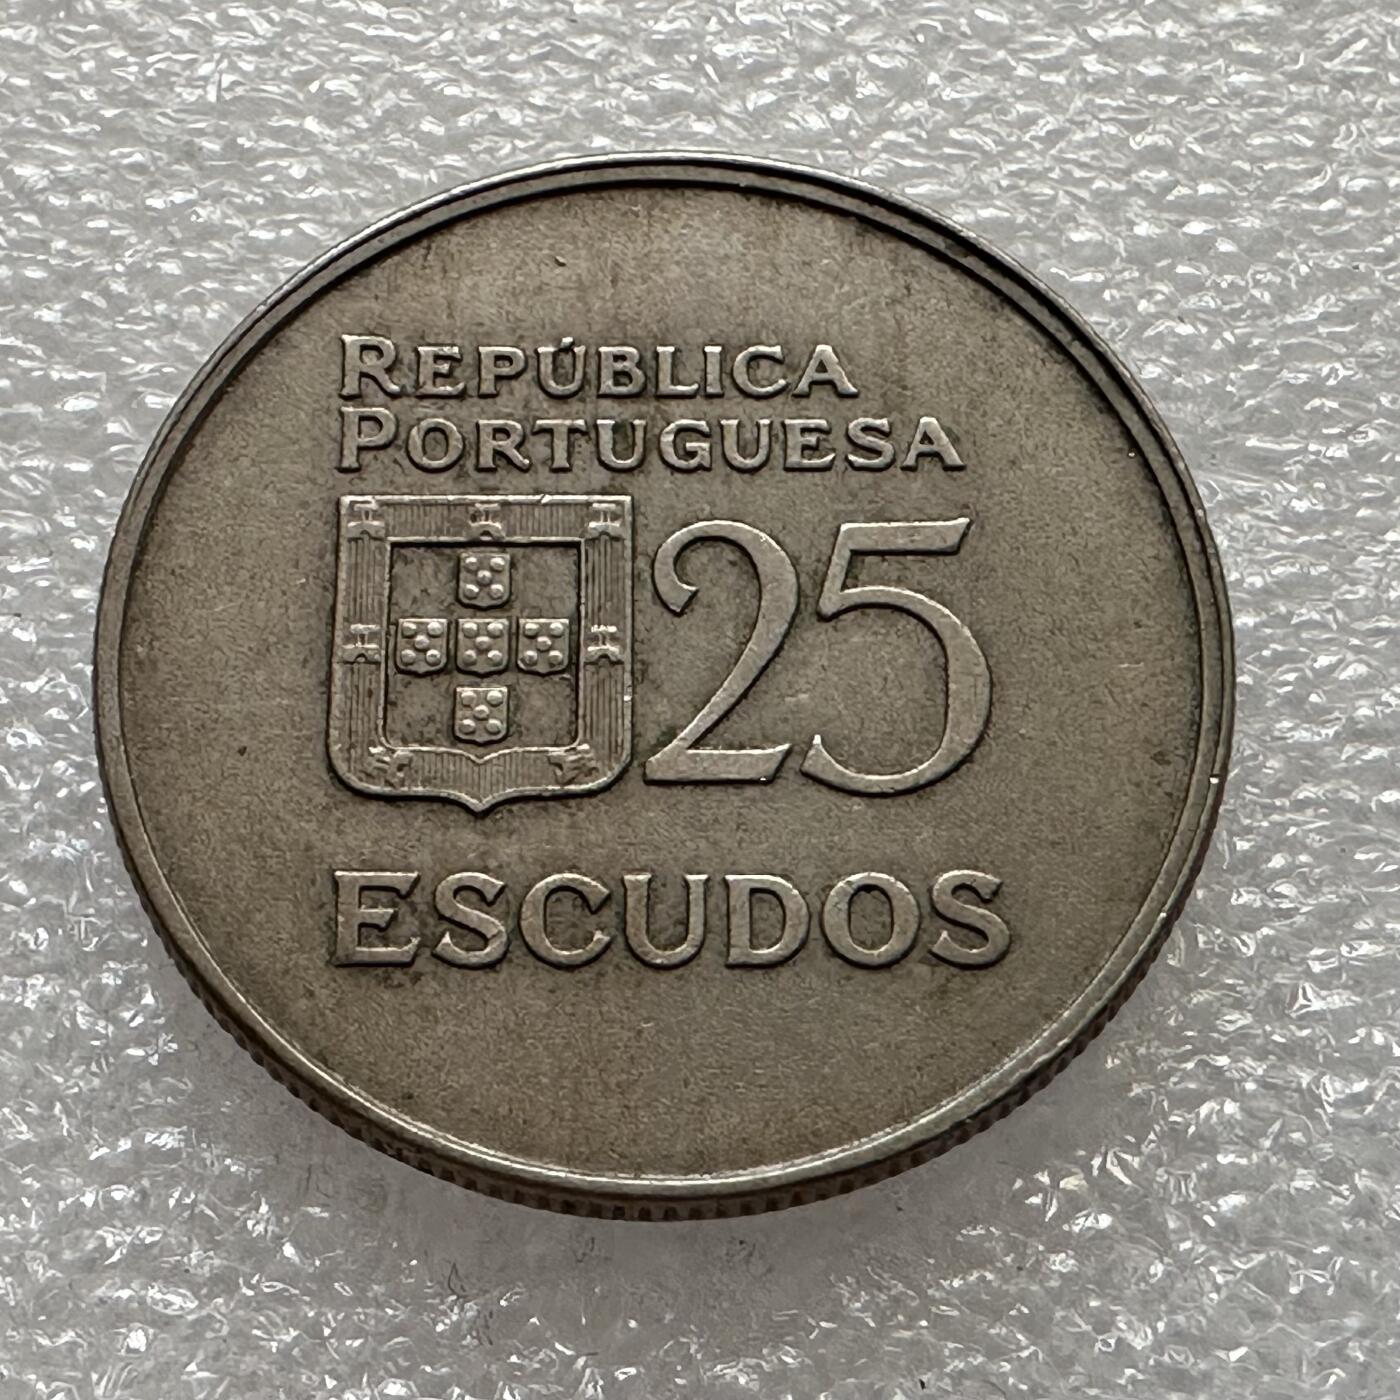 REPÚBLICA
PORTUGUESA
25
ESCUDOS